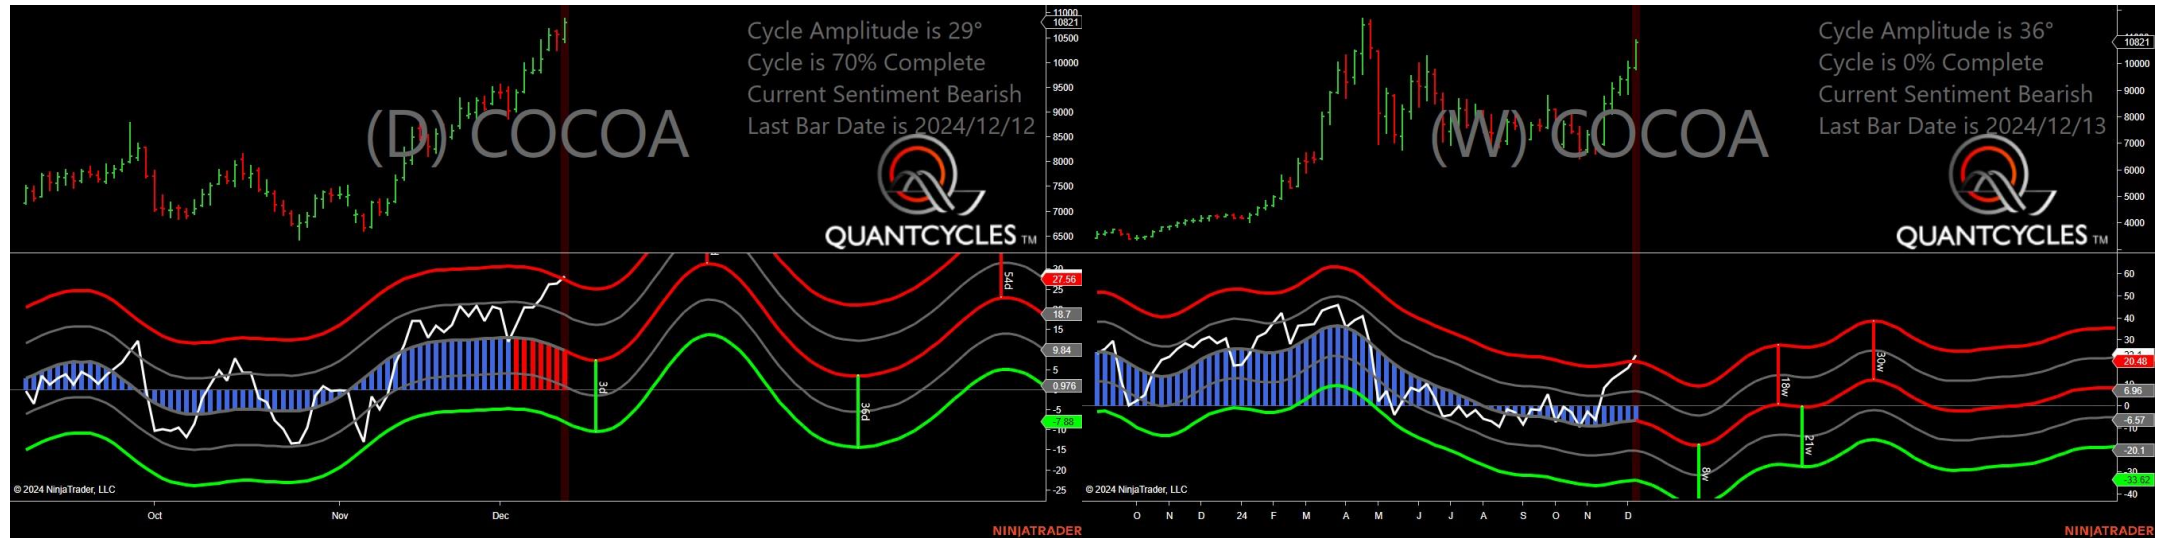 Cycle Amplitude is 29°
Cycle is 70% Complete
Current Sentiment Bearish
Last Bar Date is 2024/12/12
(D) COCOA
QUANTCYCLES TM
11000
10821
10500
10000
9500
9000
8500
8000
7500
7000
6500
27.56
25
18.7
15
9.84
5
0.976
-5
-7.88
-10
-15
-20
-25
3d
36d
54d
© 2024 NinjaTrader, LLC
Oct Nov Dec
NINJATRADER
Cycle Amplitude is 36°
Cycle is 0% Complete
Current Sentiment Bearish
Last Bar Date is 2024/12/13
(W) COCOA
QUANTCYCLES TM
10821
10000
9000
8000
7000
6000
5000
4000
60
50
40
30
20.48
6.96
0
-6.57
-10
-20.1
-30
-33.62
-40
8w
18w
21w
30w
© 2024 NinjaTrader, LLC
O N D 24 F M A M J J A S O N D
NINJATRADER